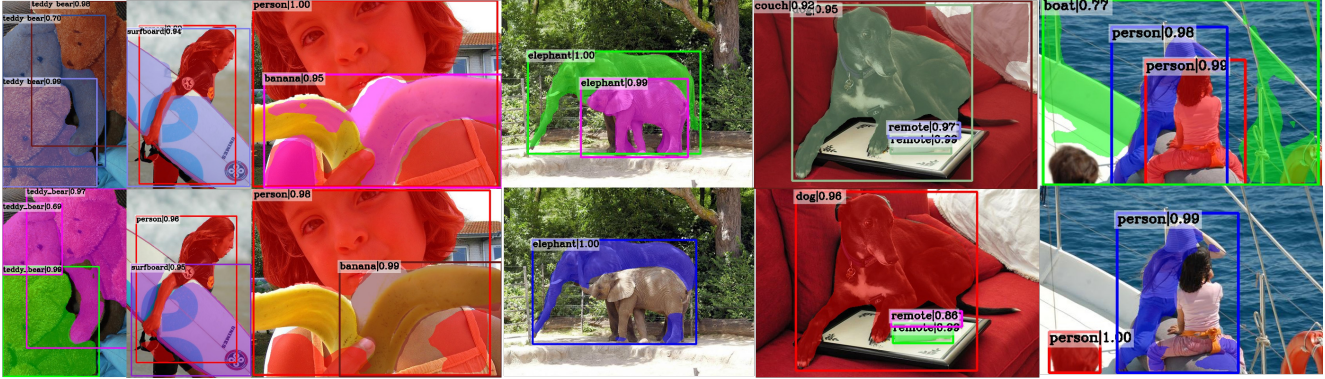 teddy bear|0.98
teddy bear|0.70
teddy bear|0.99
surfboard|0.94
person|1.00
banana|0.95
elephant|1.00
elephant|0.99
couch|0.92
dog|0.95
remote|0.97
remote|0.99
boat|0.77
person|0.98
person|0.99
teddy_bear|0.97
teddy_bear|0.69
teddy_bear|0.99
person|0.96
surfboard|0.95
person|0.98
banana|0.99
elephant|1.00
dog|0.96
remote|0.86
person|0.99
person|1.00